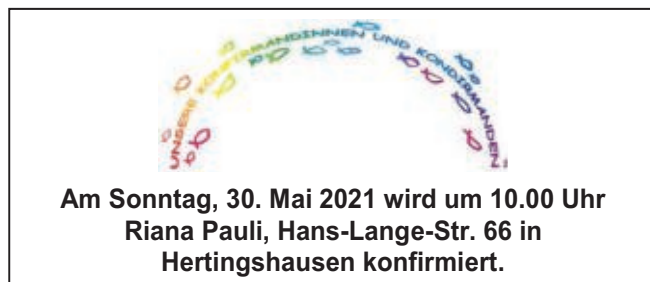 UNSERE KONFIRMANDINNEN UND KONDIRMANDEN
Am Sonntag, 30. Mai 2021 wird um 10.00 Uhr
Riana Pauli, Hans-Lange-Str. 66 in
Hertingshausen konfirmiert.